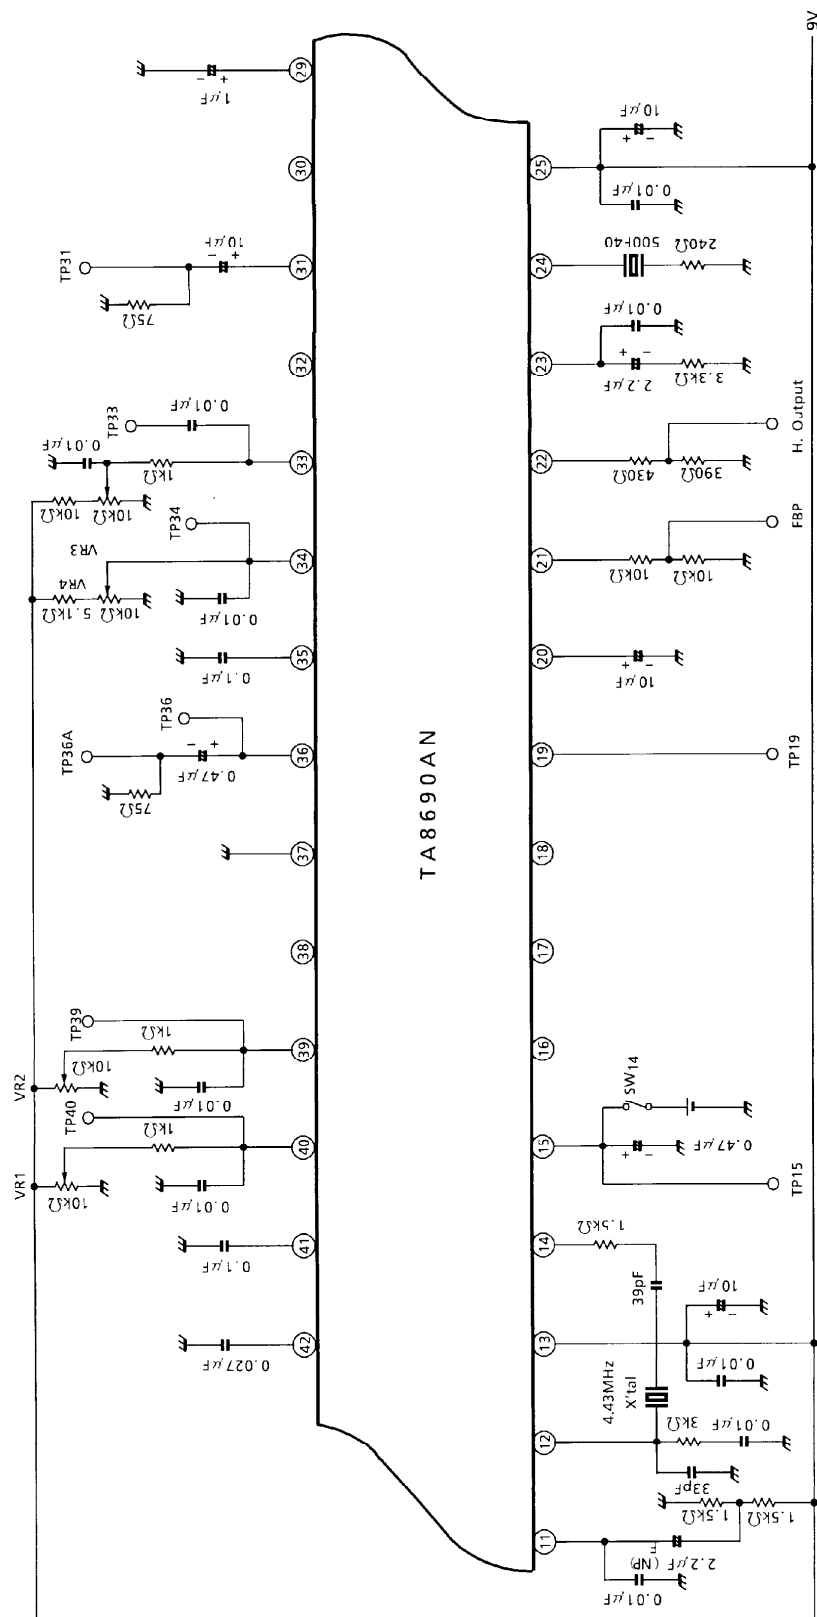 9V
29
1μF
30
10μF
25
0.01μF
TP31
10μF
31
75Ω
24
500F40
240Ω
32
0.01μF
23
2.2μF
3.3kΩ
TP33
0.01μF
0.01μF
1kΩ
33
H. Output
22
430Ω
390Ω
10kΩ
10kΩ
VR3
TP34
34
FBP
21
10kΩ
10kΩ
VR4
5.1kΩ
10kΩ
0.01μF
35
0.1μF
20
10μF
TP36
TP36A
36
0.47μF
75Ω
19
TP19
TA8690AN
37
18
38
17
TP39
1kΩ
39
16
VR2
10kΩ
0.01μF
SW14
TP40
1kΩ
40
15
0.47μF
VR1
10kΩ
0.01μF
TP15
41
0.1μF
14
1.5kΩ
39pF
10μF
42
0.027μF
13
0.01μF
4.43MHz
X'tal
12
3kΩ
0.01μF
33pF
1.5kΩ
1.5kΩ
11
2.2μF (NP)
0.01μF